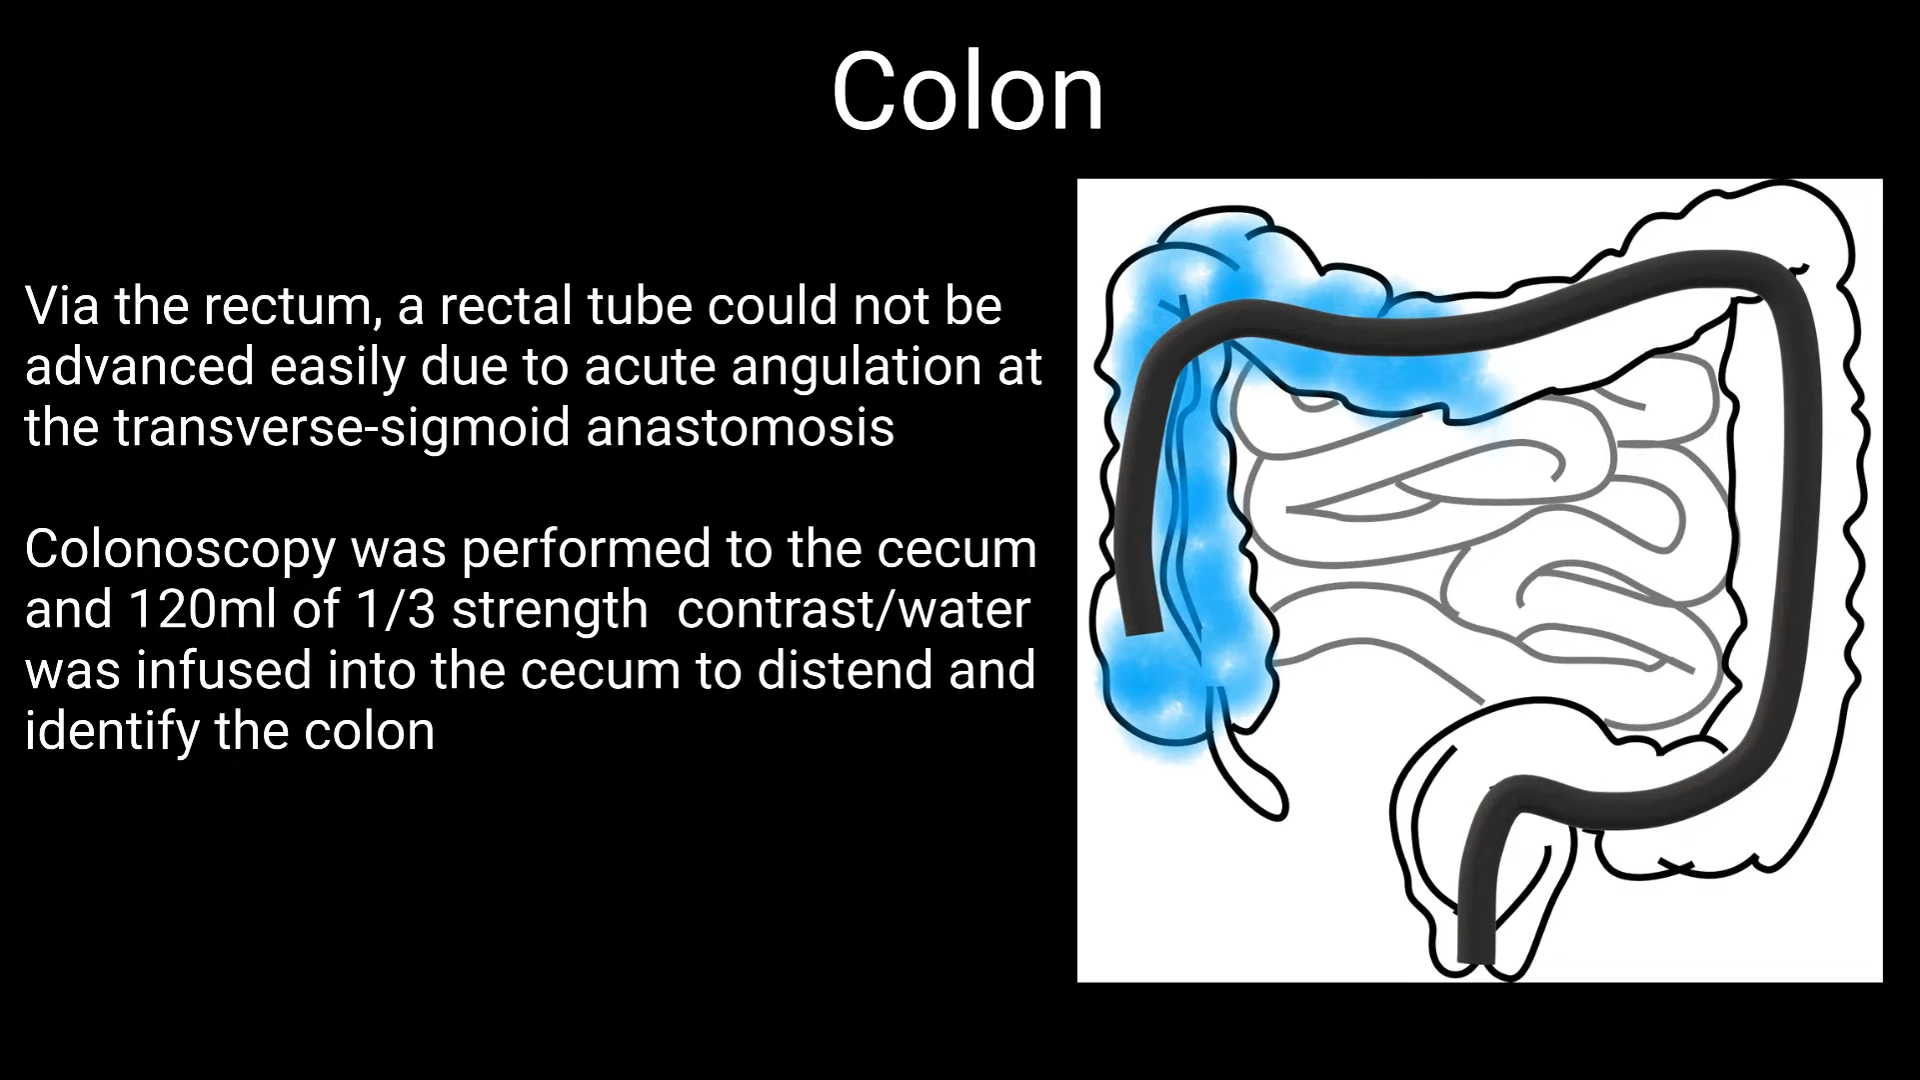 Colon
Via the rectum, a rectal tube could not be
advanced easily due to acute angulation at
the transverse-sigmoid anastomosis
Colonoscopy was performed to the cecum
and 120ml of 1/3 strength  contrast/water
was infused into the cecum to distend and
identify the colon